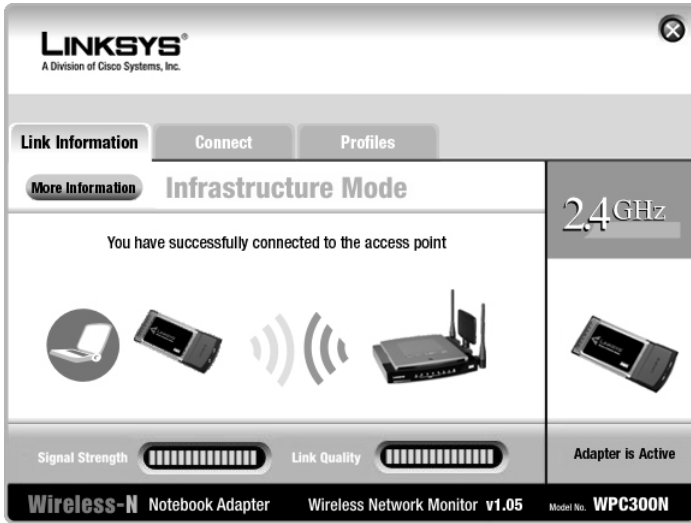 LINKSYS®
A Division of Cisco Systems, Inc.
Link Information
Connect
Profiles
More Information
Infrastructure Mode
2.4 GHz
You have successfully connected to the access point
Signal Strength
Link Quality
Adapter is Active
Wireless-N Notebook Adapter
Wireless Network Monitor v1.05
Model No. WPC300N